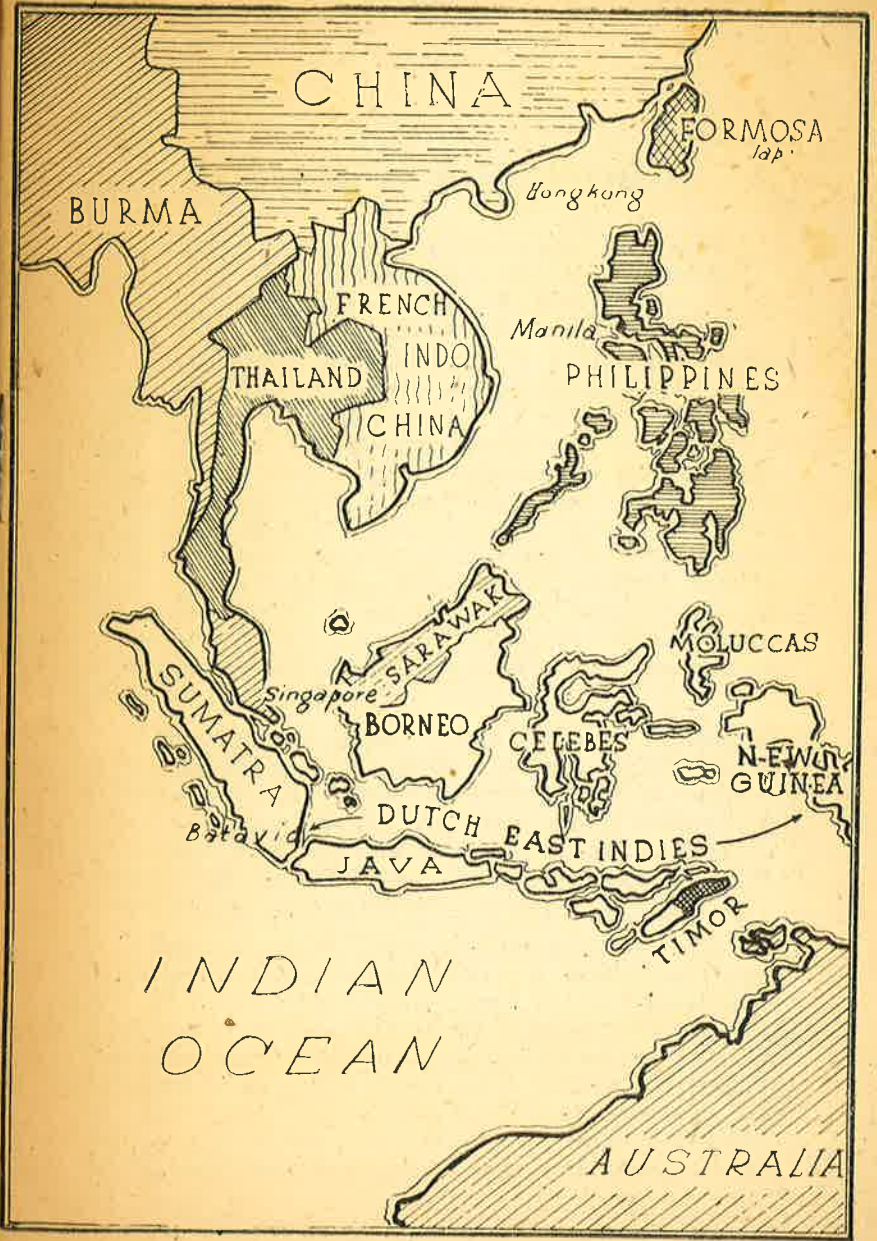 CHINA
FORMOSA
Jap.
Hongkong
BURMA
FRENCH
INDO
CHINA
THAILAND
Manila
PHILIPPINES
SARAWAK
MOLUCCAS
SUMATRA
Singapore
BORNEO
CELEBES
NEW
GUINEA
DUTCH
EAST INDIES
Batavia
JAVA
TIMOR
INDIAN
OCEAN
AUSTRALIA